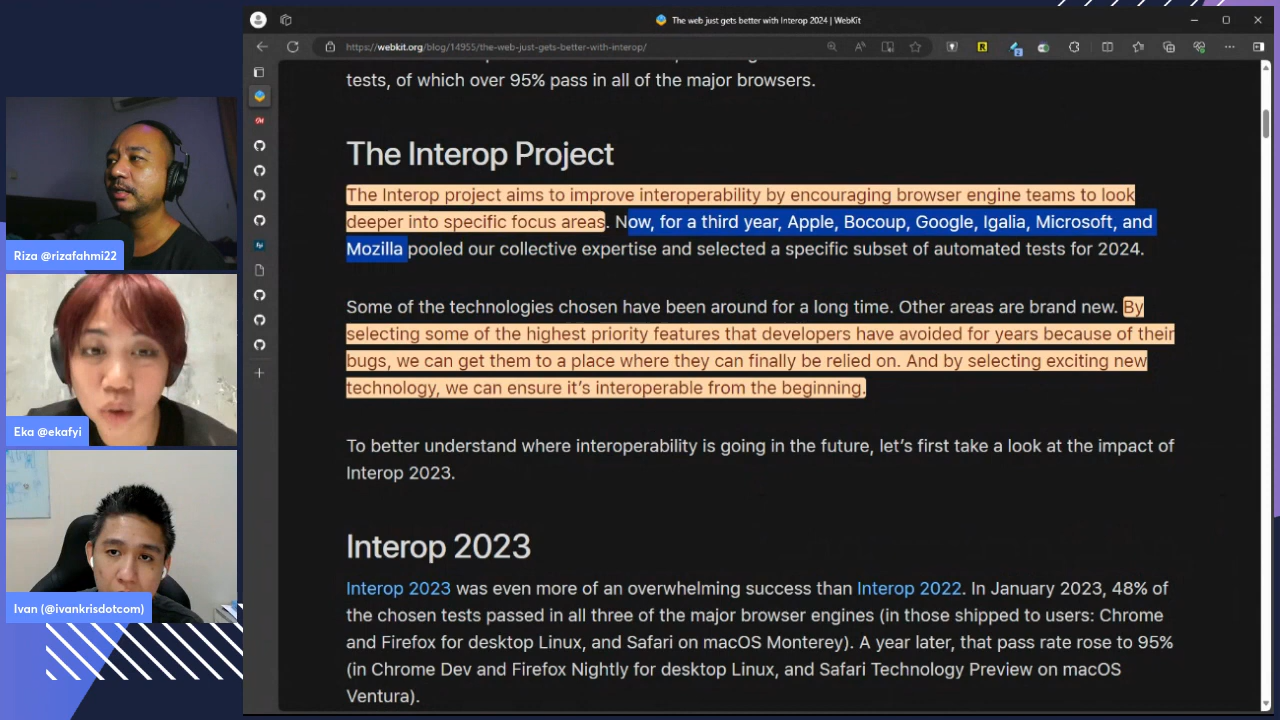 The web just gets better with Interop 2024 | WebKit
https://webkit.org/blog/14955/the-web-just-gets-better-with-interop/
tests, of which over 95% pass in all of the major browsers.
The Interop Project
The Interop project aims to improve interoperability by encouraging browser engine teams to look
deeper into specific focus areas. Now, for a third year, Apple, Bocoup, Google, Igalia, Microsoft, and
Mozilla pooled our collective expertise and selected a specific subset of automated tests for 2024.
Some of the technologies chosen have been around for a long time. Other areas are brand new. By
selecting some of the highest priority features that developers have avoided for years because of their
bugs, we can get them to a place where they can finally be relied on. And by selecting exciting new
technology, we can ensure it's interoperable from the beginning.
To better understand where interoperability is going in the future, let's first take a look at the impact of
Interop 2023.
Interop 2023
Interop 2023 was even more of an overwhelming success than Interop 2022. In January 2023, 48% of
the chosen tests passed in all three of the major browser engines (in those shipped to users: Chrome
and Firefox for desktop Linux, and Safari on macOS Monterey). A year later, that pass rate rose to 95%
(in Chrome Dev and Firefox Nightly for desktop Linux, and Safari Technology Preview on macOS
Ventura).
Riza @rizafahmi22
Eka @ekafyi
Ivan (@ivankrisdotcom)